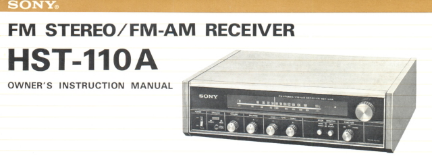 SONY®
FM STEREO/FM-AM RECEIVER
HST-110A
OWNER'S INSTRUCTION MANUAL
SONY